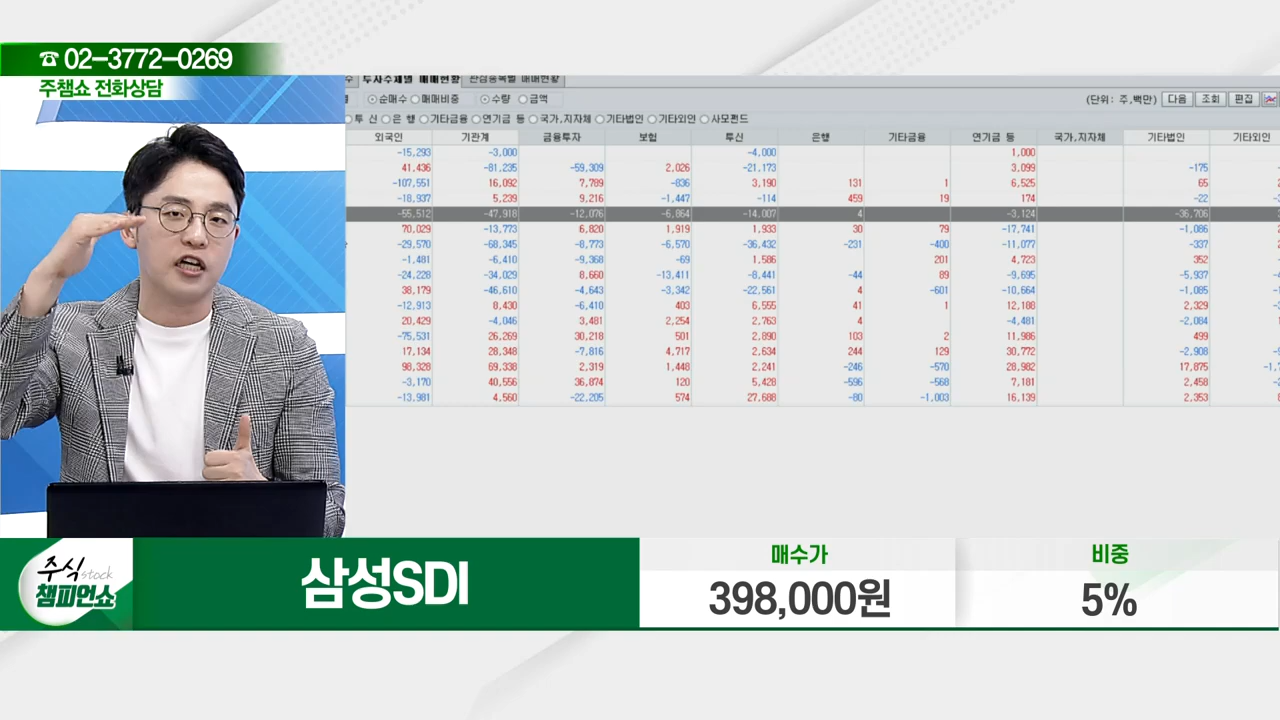 ☎ 02-3772-0269
주챔쇼 전화상담
투자주체별 매매현황
순매수 매매비중 수량 금액 (단위: 주,백만) 다음 조회 편집
투 신 은 행 기타금융 연기금 등 국가,지자체 기타법인 기타외인 사모펀드
외국인 기관계 금융투자 보험 투신 은행 기타금융 연기금 등 국가,지자체 기타법인 기타외인
-15,293 -3,000 -4,000 1,000
41,436 -81,235 -59,309 2,026 -21,173 3,099 -175
-107,551 16,092 7,789 -836 3,190 131 1 6,525 65
-18,937 5,239 9,216 -1,447 -114 459 19 174 -22
-55,512 -47,918 -12,076 -6,864 -14,007 4 -3,124 -36,706
70,029 -13,773 6,820 1,919 1,933 30 79 -17,741 -1,086
-29,570 -68,345 -8,773 -6,570 -36,432 -231 -400 -11,077 -337
-1,481 -6,410 -9,368 -69 1,586 201 4,723 352
-24,228 -34,029 8,660 -13,411 -8,441 -44 89 -9,695 -5,937
38,179 -46,610 -4,643 -3,342 -22,561 4 -601 -10,664 -1,085
-12,913 8,430 -6,410 403 6,555 41 1 12,188 2,329
20,429 -4,046 3,481 2,254 2,763 4 -4,481 -2,084
-75,531 26,269 30,218 501 2,890 103 2 11,986 499
17,134 28,348 -7,816 4,717 2,634 244 129 30,772 -2,908
98,328 69,338 2,319 1,448 2,241 -246 -570 28,982 17,875
-3,170 40,556 36,874 120 5,428 -596 -568 7,181 2,458
-13,981 4,560 -22,205 574 27,688 -80 -1,003 16,139 2,353
주식 stock
챔피언쇼
삼성SDI
매수가
398,000원
비중
5%